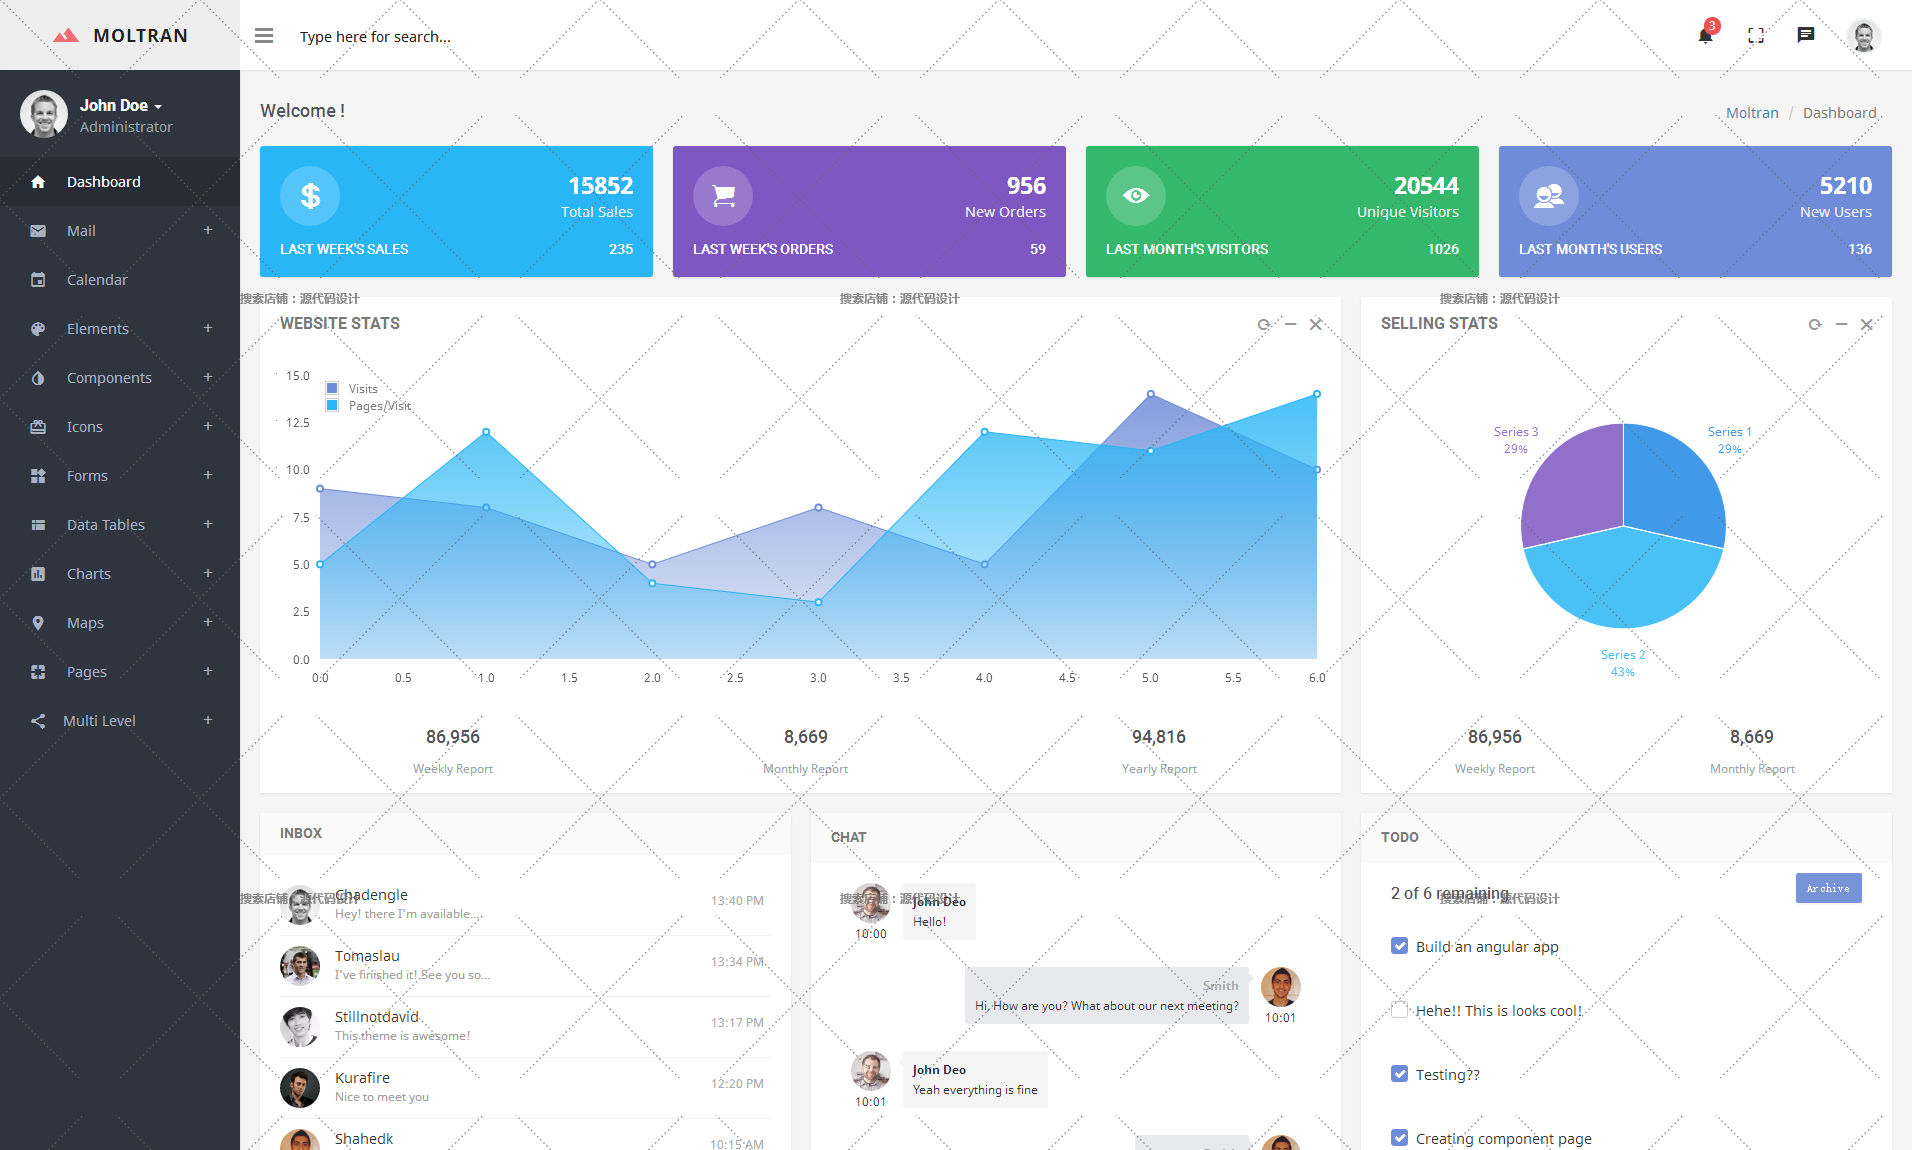 MOLTRAN
Type here for search...
3
John Doe
Administrator
Dashboard
Mail +
Calendar
Elements +
Components +
Icons +
Forms +
Data Tables +
Charts +
Maps +
Pages +
Multi Level +
Welcome !
Moltran / Dashboard
15852
Total Sales
LAST WEEK'S SALES 235
956
New Orders
LAST WEEK'S ORDERS 59
20544
Unique Visitors
LAST MONTH'S VISITORS 1026
5210
New Users
LAST MONTH'S USERS 136
搜索店铺：源代码设计 搜索店铺：源代码设计 搜索店铺：源代码设计
WEBSITE STATS
15.0
12.5
10.0
7.5
5.0
2.5
0.0
Visits
Pages/Visit
0.0 0.5 1.0 1.5 2.0 2.5 3.0 3.5 4.0 4.5 5.0 5.5 6.0
86,956 8,669 94,816
Weekly Report Monthly Report Yearly Report
SELLING STATS
Series 3
29%
Series 1
29%
Series 2
43%
86,956 8,669
Weekly Report Monthly Report
INBOX
Chadengle
Hey! there I'm available...
13:40 PM
Tomaslau
I've finished it! See you so...
13:34 PM
Stillnotdavid
This theme is awesome!
13:17 PM
Kurafire
Nice to meet you
12:20 PM
Shahedk
10:15 AM
CHAT
John Deo
Hello!
10:00
Smith
Hi, How are you? What about our next meeting?
10:01
John Deo
Yeah everything is fine
10:01
TODO
2 of 6 remaining
Archive
Build an angular app
Hehe!! This is looks cool!
Testing??
Creating component page
搜索店铺：源代码设计 搜索店铺：源代码设计 搜索店铺：源代码设计